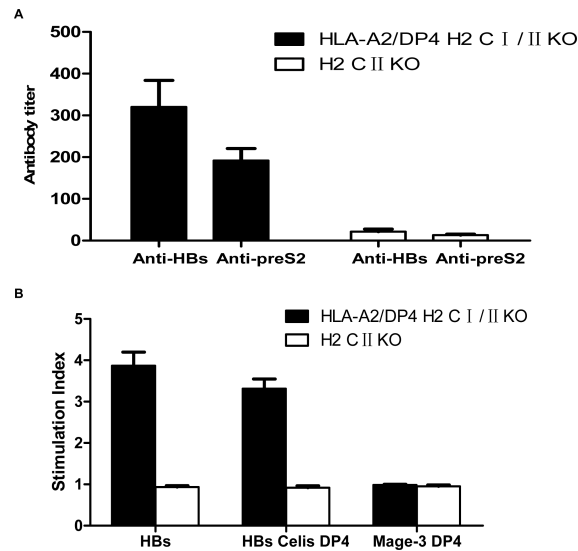 A
HLA-A2/DP4 H2 C Ⅰ/Ⅱ KO
H2 C Ⅱ KO
500
400
300
200
100
0
Antibody titer
Anti-HBs Anti-preS2 Anti-HBs Anti-preS2
B
HLA-A2/DP4 H2 C Ⅰ/Ⅱ KO
H2 C Ⅱ KO
5
4
3
2
1
0
Stimulation Index
HBs HBs Celis DP4 Mage-3 DP4